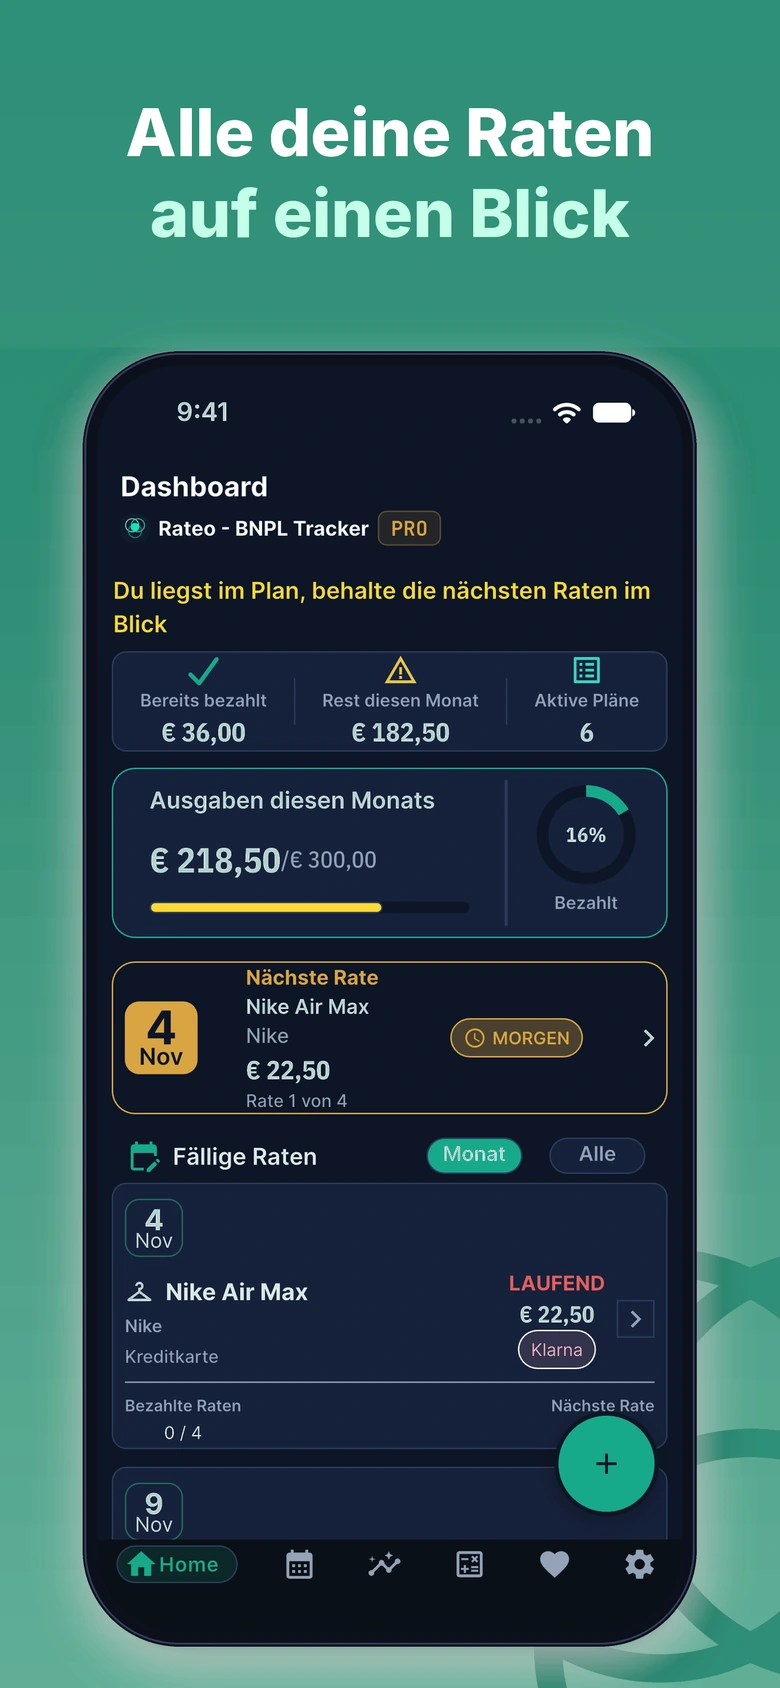 Alle deine Raten
auf einen Blick
9:41
Dashboard
Rateo - BNPL Tracker PRO
Du liegst im Plan, behalte die nächsten Raten im
Blick
Bereits bezahlt
€ 36,00
Rest diesen Monat
€ 182,50
Aktive Pläne
6
Ausgaben diesen Monats
€ 218,50/€ 300,00
16%
Bezahlt
4
Nov
Nächste Rate
Nike Air Max
Nike
€ 22,50
Rate 1 von 4
MORGEN
Fällige Raten
Monat
Alle
4
Nov
Nike Air Max
Nike
Kreditkarte
LAUFEND
€ 22,50
Klarna
Bezahlte Raten
0 / 4
Nächste Rate
9
Nov
Home